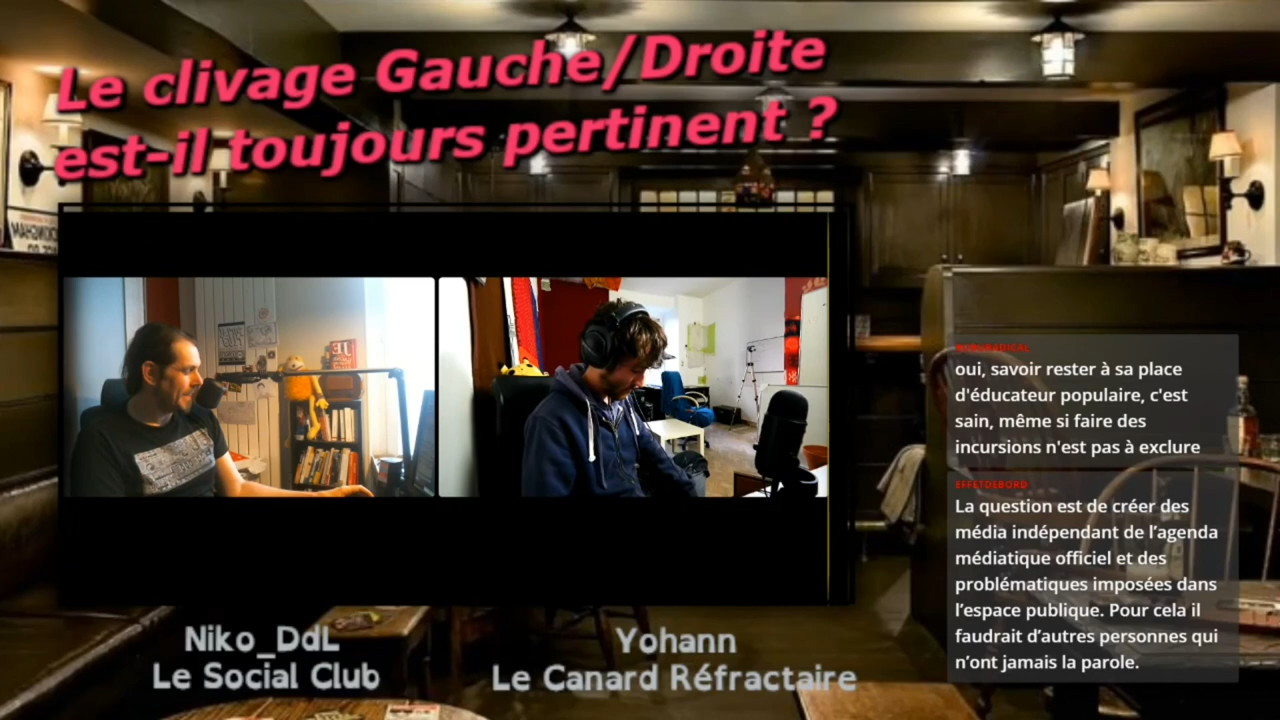 Le clivage Gauche/Droite
est-il toujours pertinent ?
oui, savoir rester à sa place
d'éducateur populaire, c'est
sain, même si faire des
incursions n'est pas à exclure
EFFETDEBORD
La question est de créer des
média indépendant de l’agenda
médiatique officiel et des
problématiques imposées dans
l’espace publique. Pour cela il
faudrait d’autres personnes qui
n’ont jamais la parole.
Niko_DdL
Le Social Club
Yohann
Le Canard Réfractaire